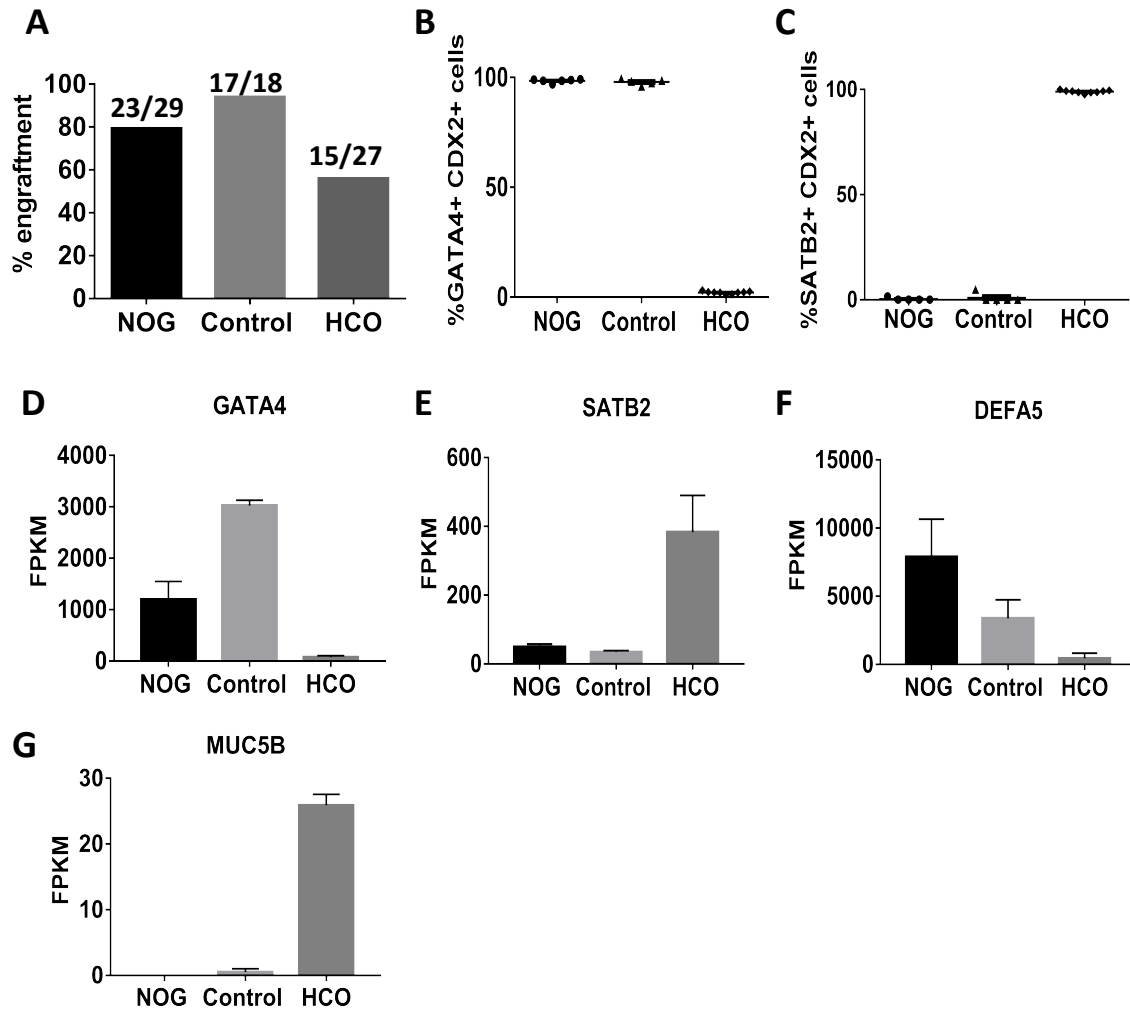 A
% engraftment
100
80
60
40
20
0
23/29
17/18
15/27
NOG Control HCO
B
%GATA4+ CDX2+ cells
100
50
0
NOG Control HCO
C
%SATB2+ CDX2+ cells
100
50
0
NOG Control HCO
D
GATA4
FPKM
4000
3000
2000
1000
0
NOG Control HCO
E
SATB2
FPKM
600
400
200
0
NOG Control HCO
F
DEFA5
FPKM
15000
10000
5000
0
NOG Control HCO
G
MUC5B
FPKM
30
20
10
0
NOG Control HCO